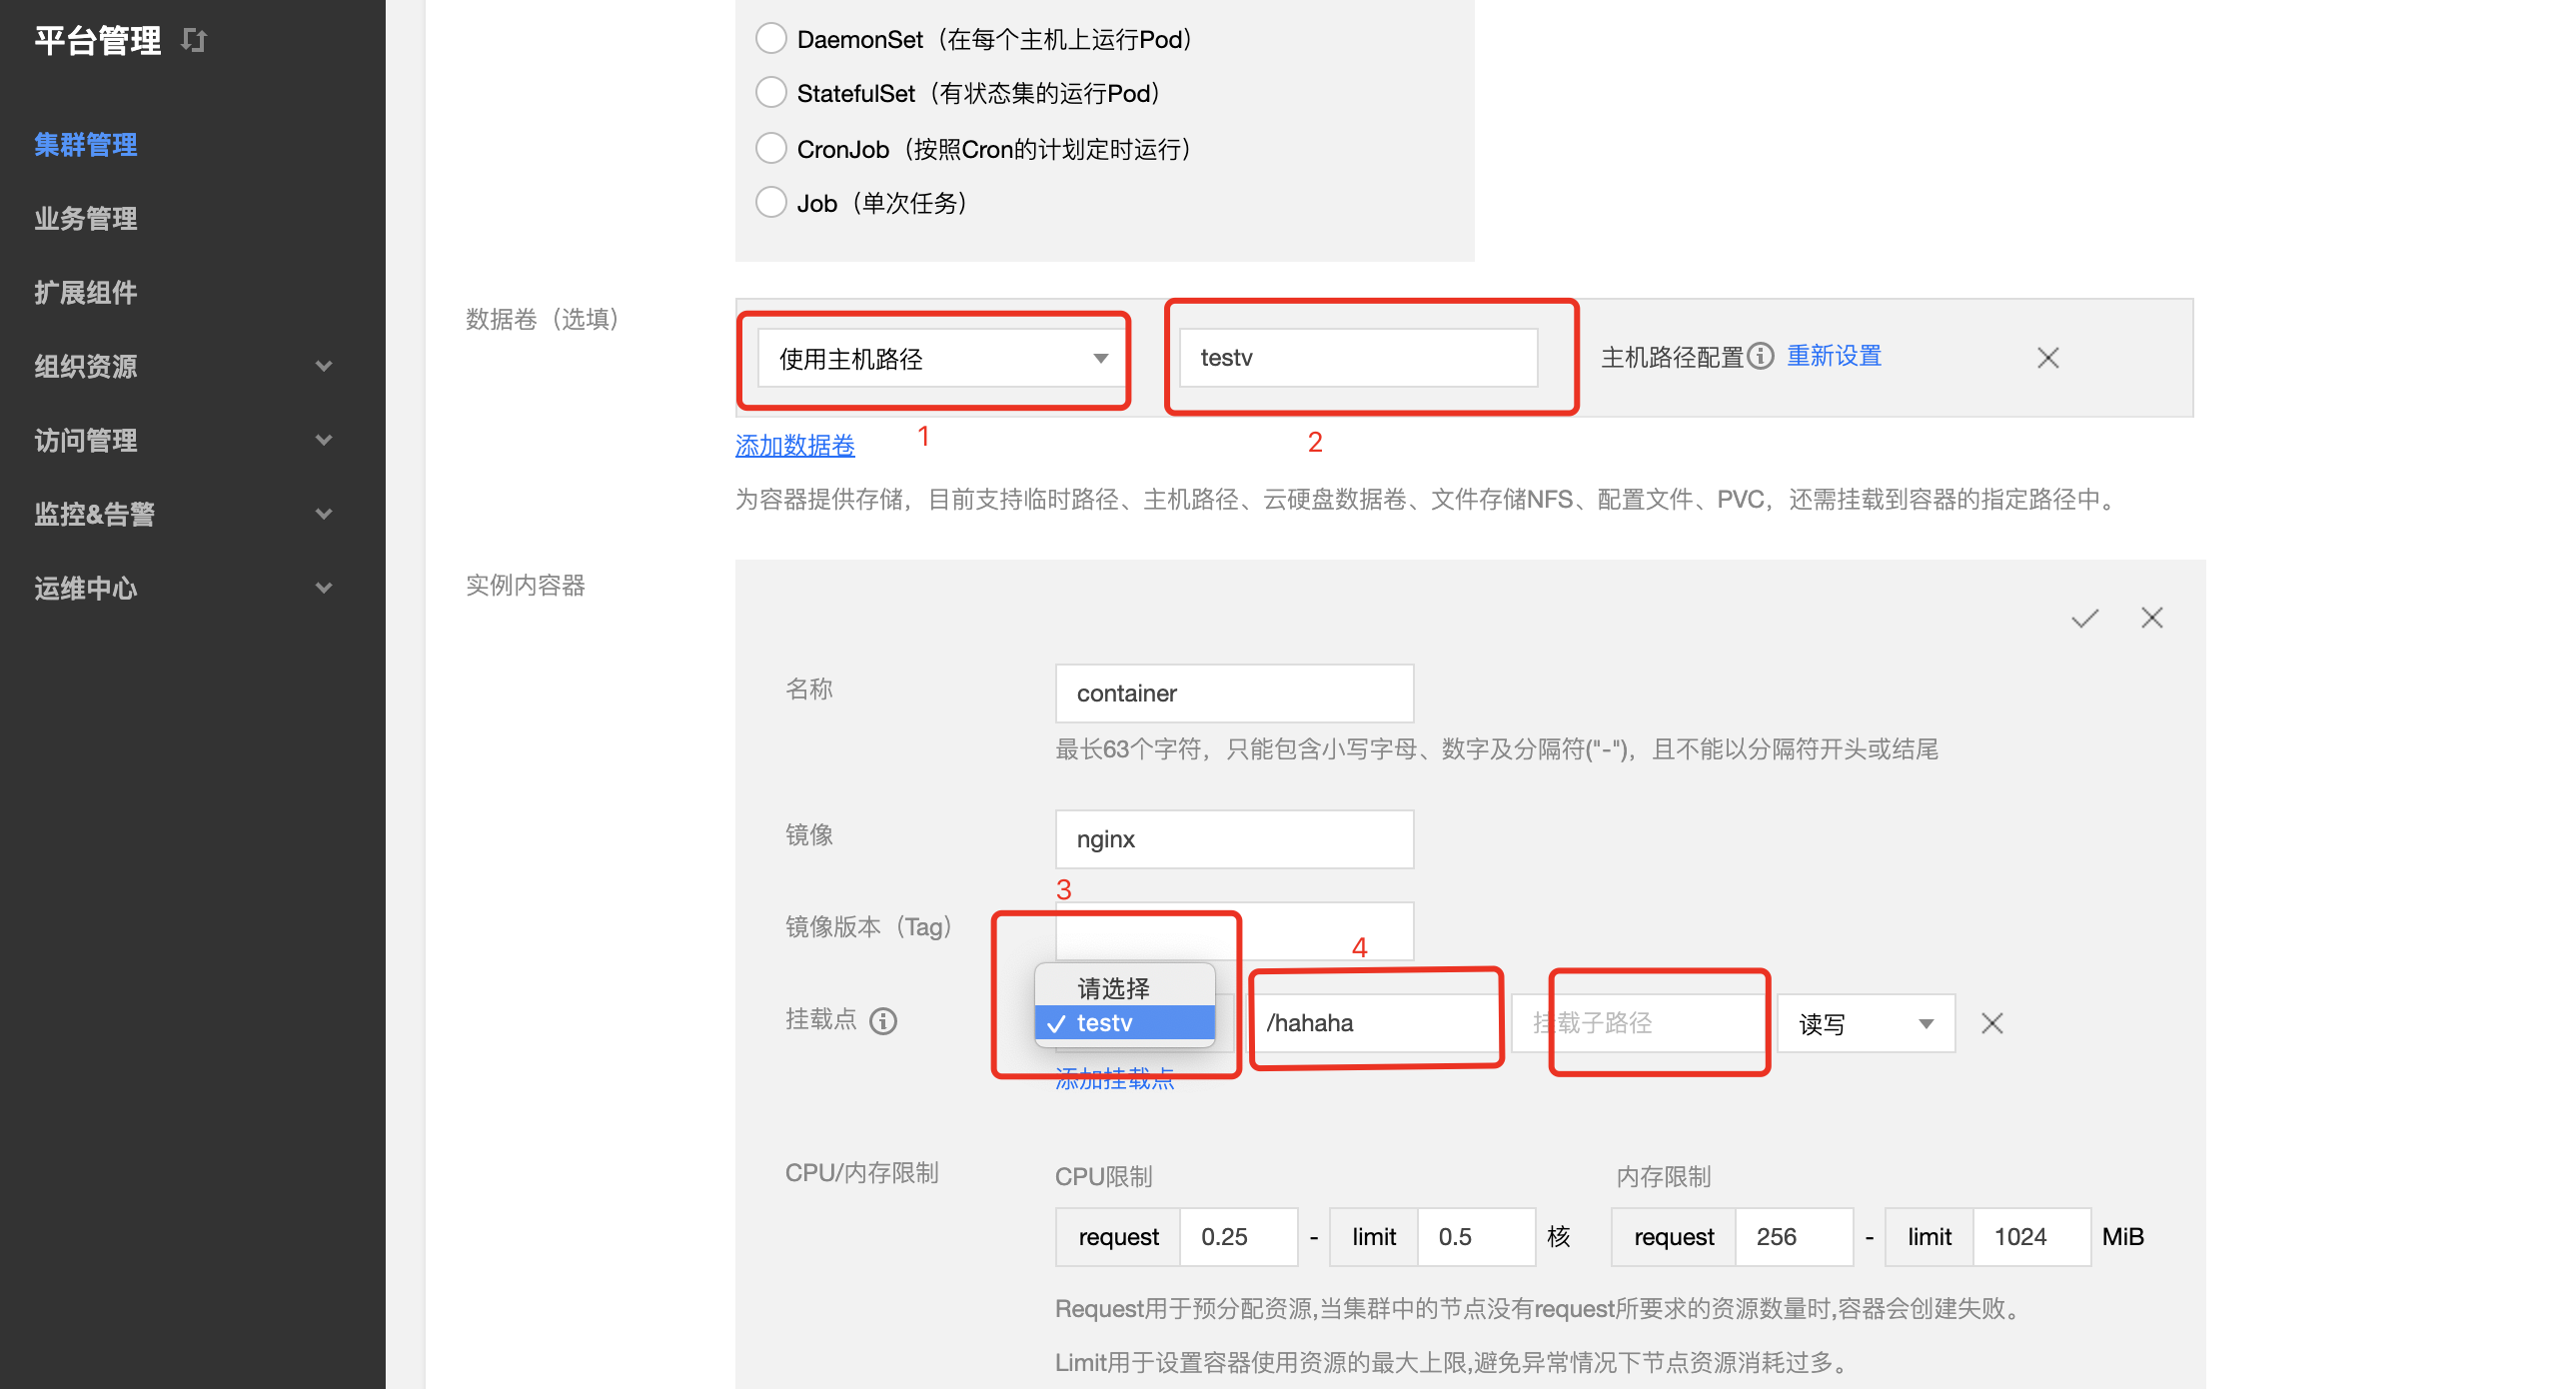 平台管理
集群管理
业务管理
扩展组件
组织资源
访问管理
监控&告警
运维中心
DaemonSet（在每个主机上运行Pod）
StatefulSet（有状态集的运行Pod）
CronJob（按照Cron的计划定时运行）
Job（单次任务）
数据卷（选填）
使用主机路径
testv
主机路径配置 重新设置
添加数据卷
1
2
为容器提供存储，目前支持临时路径、主机路径、云硬盘数据卷、文件存储NFS、配置文件、PVC，还需挂载到容器的指定路径中。
实例内容器
名称
container
最长63个字符，只能包含小写字母、数字及分隔符("-")，且不能以分隔符开头或结尾
镜像
nginx
3
镜像版本（Tag）
4
请选择
挂载点
testv
/hahaha
挂载子路径
读写
添加挂载点
CPU/内存限制
CPU限制
内存限制
request 0.25 - limit 0.5 核
request 256 - limit 1024 MiB
Request用于预分配资源,当集群中的节点没有request所要求的资源数量时,容器会创建失败。
Limit用于设置容器使用资源的最大上限,避免异常情况下节点资源消耗过多。